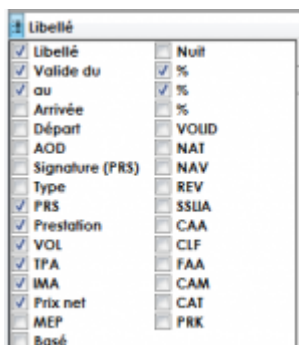 Libellé
Libellé
Valide du
au
Arrivée
Départ
AOD
Signature (PRS)
Type
PRS
Prestation
VOL
TPA
IMA
Prix net
MEP
Basé
Nuit
%
%
%
VOLID
NAT
NAV
REV
SSLIA
CAA
CLF
FAA
CAM
CAT
PRK